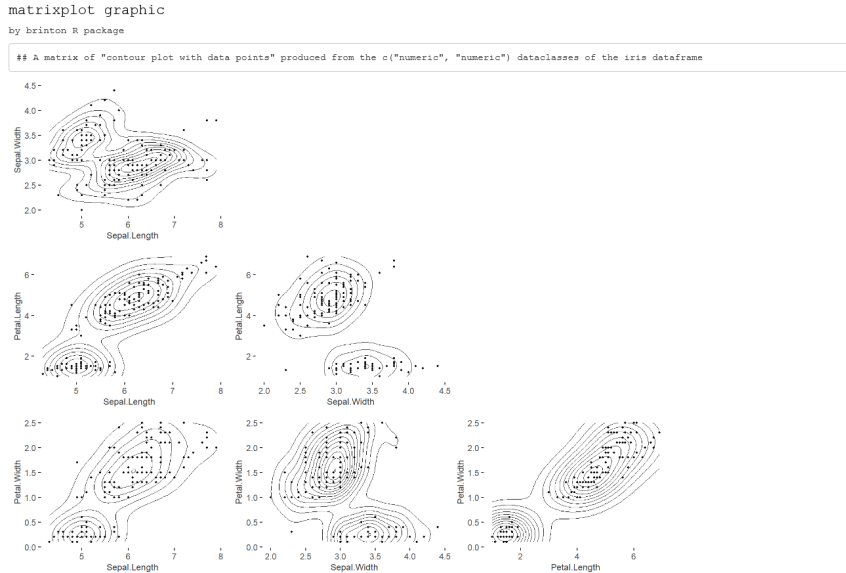 matrixplot graphic
by brinton R package
## A matrix of "contour plot with data points" produced from the c("numeric", "numeric") dataclasses of the iris dataframe
4.5
4.0
3.5
3.0
2.5
2.0
Sepal.Width
5 6 7 8
Sepal.Length
6
4
2
Petal.Length
5 6 7 8
Sepal.Length
6
4
2
Petal.Length
2.0 2.5 3.0 3.5 4.0 4.5
Sepal.Width
2.5
2.0
1.5
1.0
0.5
0.0
Petal.Width
5 6 7 8
Sepal.Length
2.5
2.0
1.5
1.0
0.5
0.0
Petal.Width
2.0 2.5 3.0 3.5 4.0 4.5
Sepal.Width
2.5
2.0
1.5
1.0
0.5
0.0
Petal.Width
2 4 6
Petal.Length